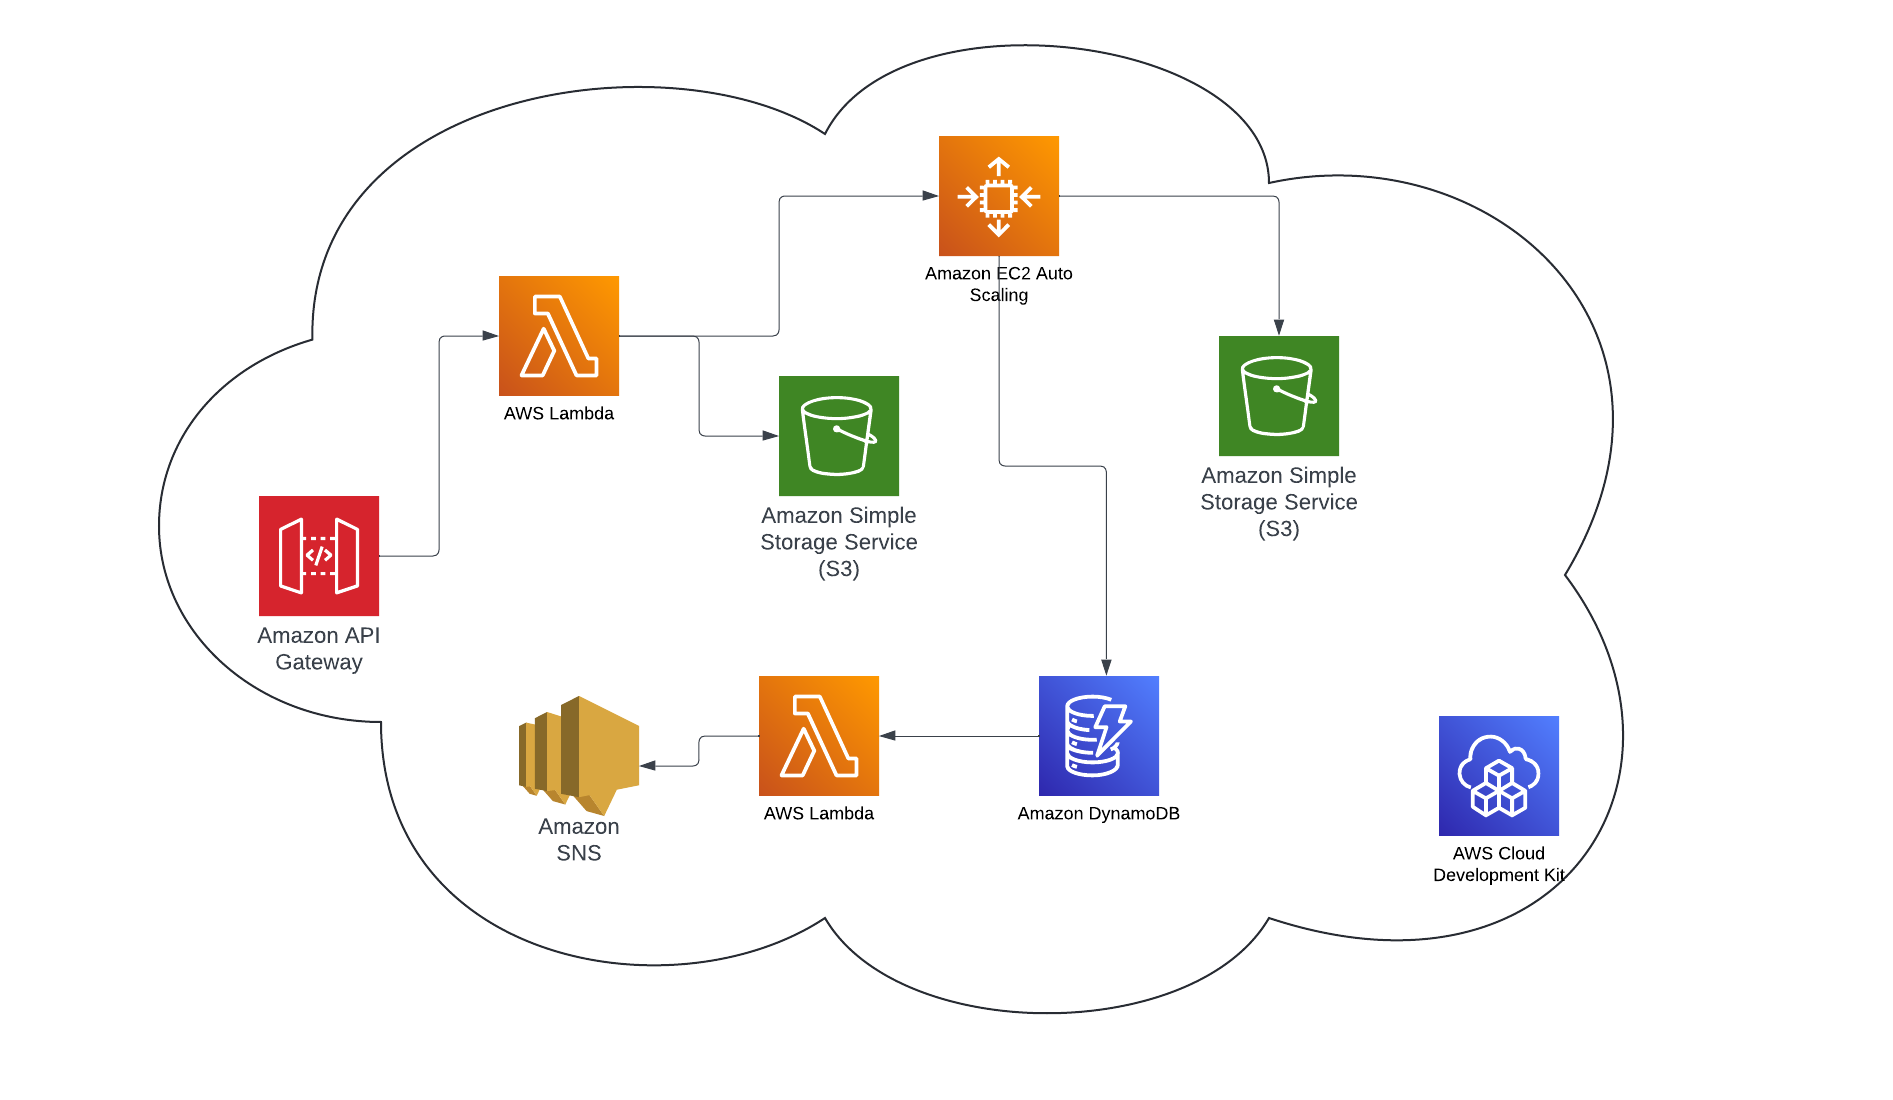 Amazon EC2 Auto
Scaling
AWS Lambda
Amazon Simple
Storage Service
(S3)
Amazon Simple
Storage Service
(S3)
Amazon API
Gateway
Amazon
SNS
AWS Lambda
Amazon DynamoDB
AWS Cloud
Development Kit